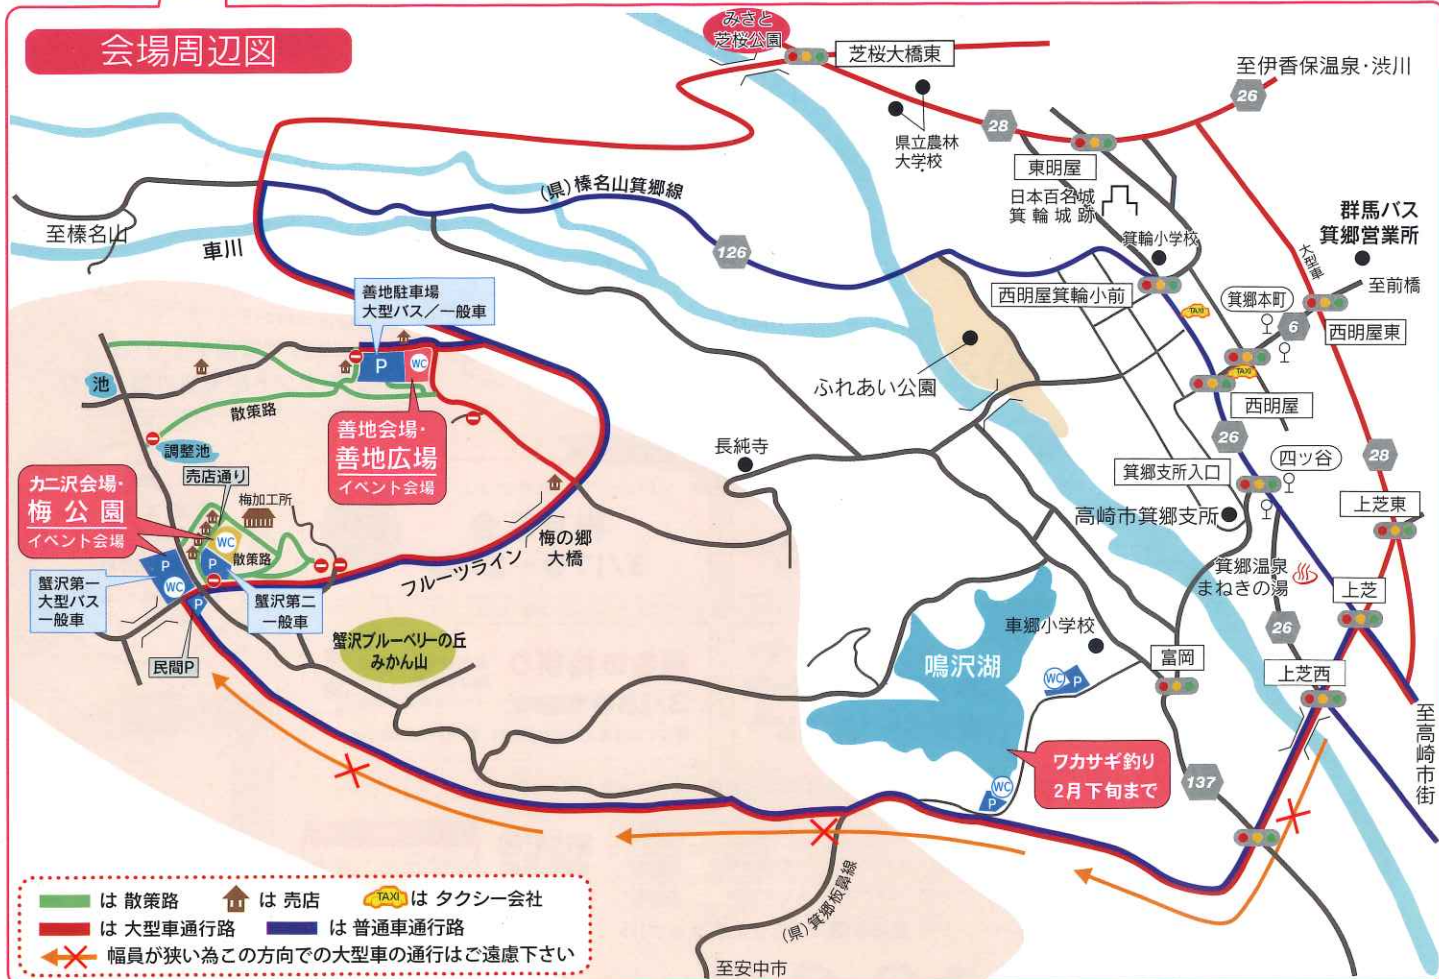 会場周辺図
みさと
芝桜公園
芝桜大橋東
至伊香保温泉・渋川
26
28
県立農林
大学校
東明屋
日本百名城
箕輪城跡
箕輪小学校
群馬バス
箕郷営業所
大型車
至前橋
(県)榛名山箕郷線
至榛名山
車川
126
西明屋箕輪小前
TAXI
箕郷本町
6
西明屋東
善地駐車場
大型バス/一般車
P
WC
ふれあい公園
TAXI
西明屋
池
散策路
善地会場・
善地広場
イベント会場
26
28
調整池
売店通り
長純寺
箕郷支所入口
四ツ谷
カニ沢会場・
梅公園
イベント会場
梅加工所
上芝東
高崎市箕郷支所
WC
P
散策路
P
WC
梅の郷
大橋
フルーツライン
箕郷温泉
まねきの湯
蟹沢第一
大型バス
一般車
P
蟹沢第二
一般車
上芝
26
蟹沢ブルーベリーの丘
みかん山
車郷小学校
民間P
鳴沢湖
富岡
上芝西
WC
P
至高崎市街
ワカサギ釣り
2月下旬まで
137
WC
P
(県)箕郷板鼻線
は 散策路
は 売店
TAXI
は タクシー会社
は 大型車通行路
は 普通車通行路
幅員が狭い為この方向での大型車の通行はご遠慮下さい
至安中市